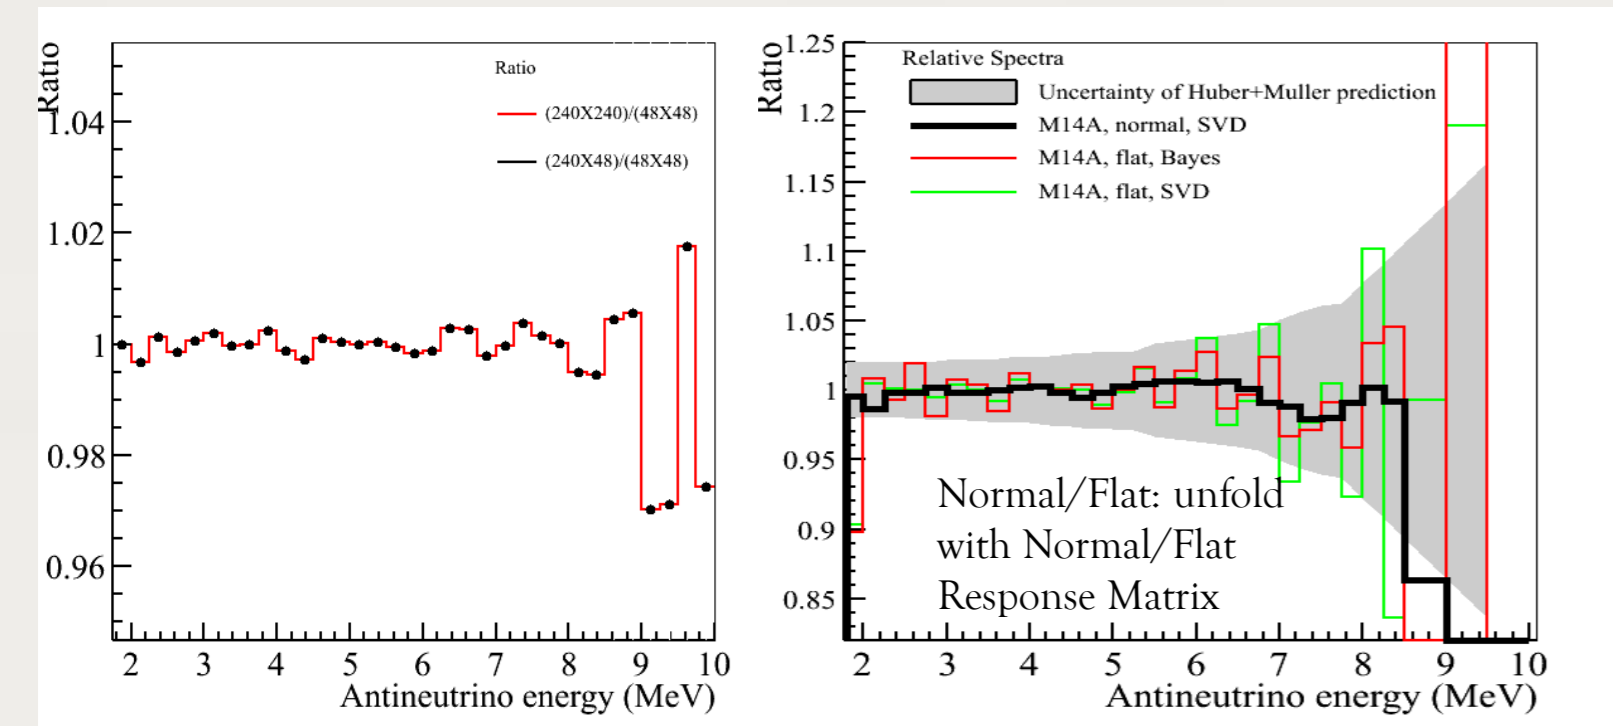 Ratio
Ratio
(240X240)/(48X48)
(240X48)/(48X48)
1.04
1.02
1
0.98
0.96
2 3 4 5 6 7 8 9 10
Antineutrino energy (MeV)
Ratio
Relative Spectra
Uncertainty of Huber+Muller prediction
M14A, normal, SVD
M14A, flat, Bayes
M14A, flat, SVD
1.25
1.2
1.15
1.1
1.05
1
0.95
0.9
0.85
Normal/Flat: unfold
with Normal/Flat
Response Matrix
2 3 4 5 6 7 8 9 10
Antineutrino energy (MeV)